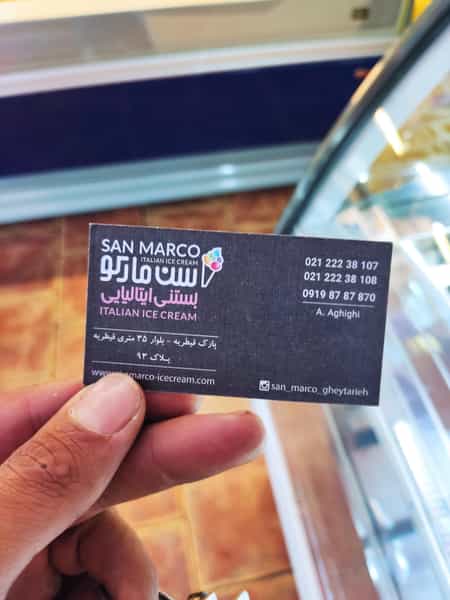 SAN MARCO
ITALIAN ICE CREAM
سن مارکو
بستنی ایتالیایی
ITALIAN ICE CREAM
پارک قیطریه - بلوار ۳۵ متری قیطریه
پلاک ۹۳
021 222 38 107
021 222 38 108
0919 87 87 870
A. Aghighi
san_marco_gheytarieh